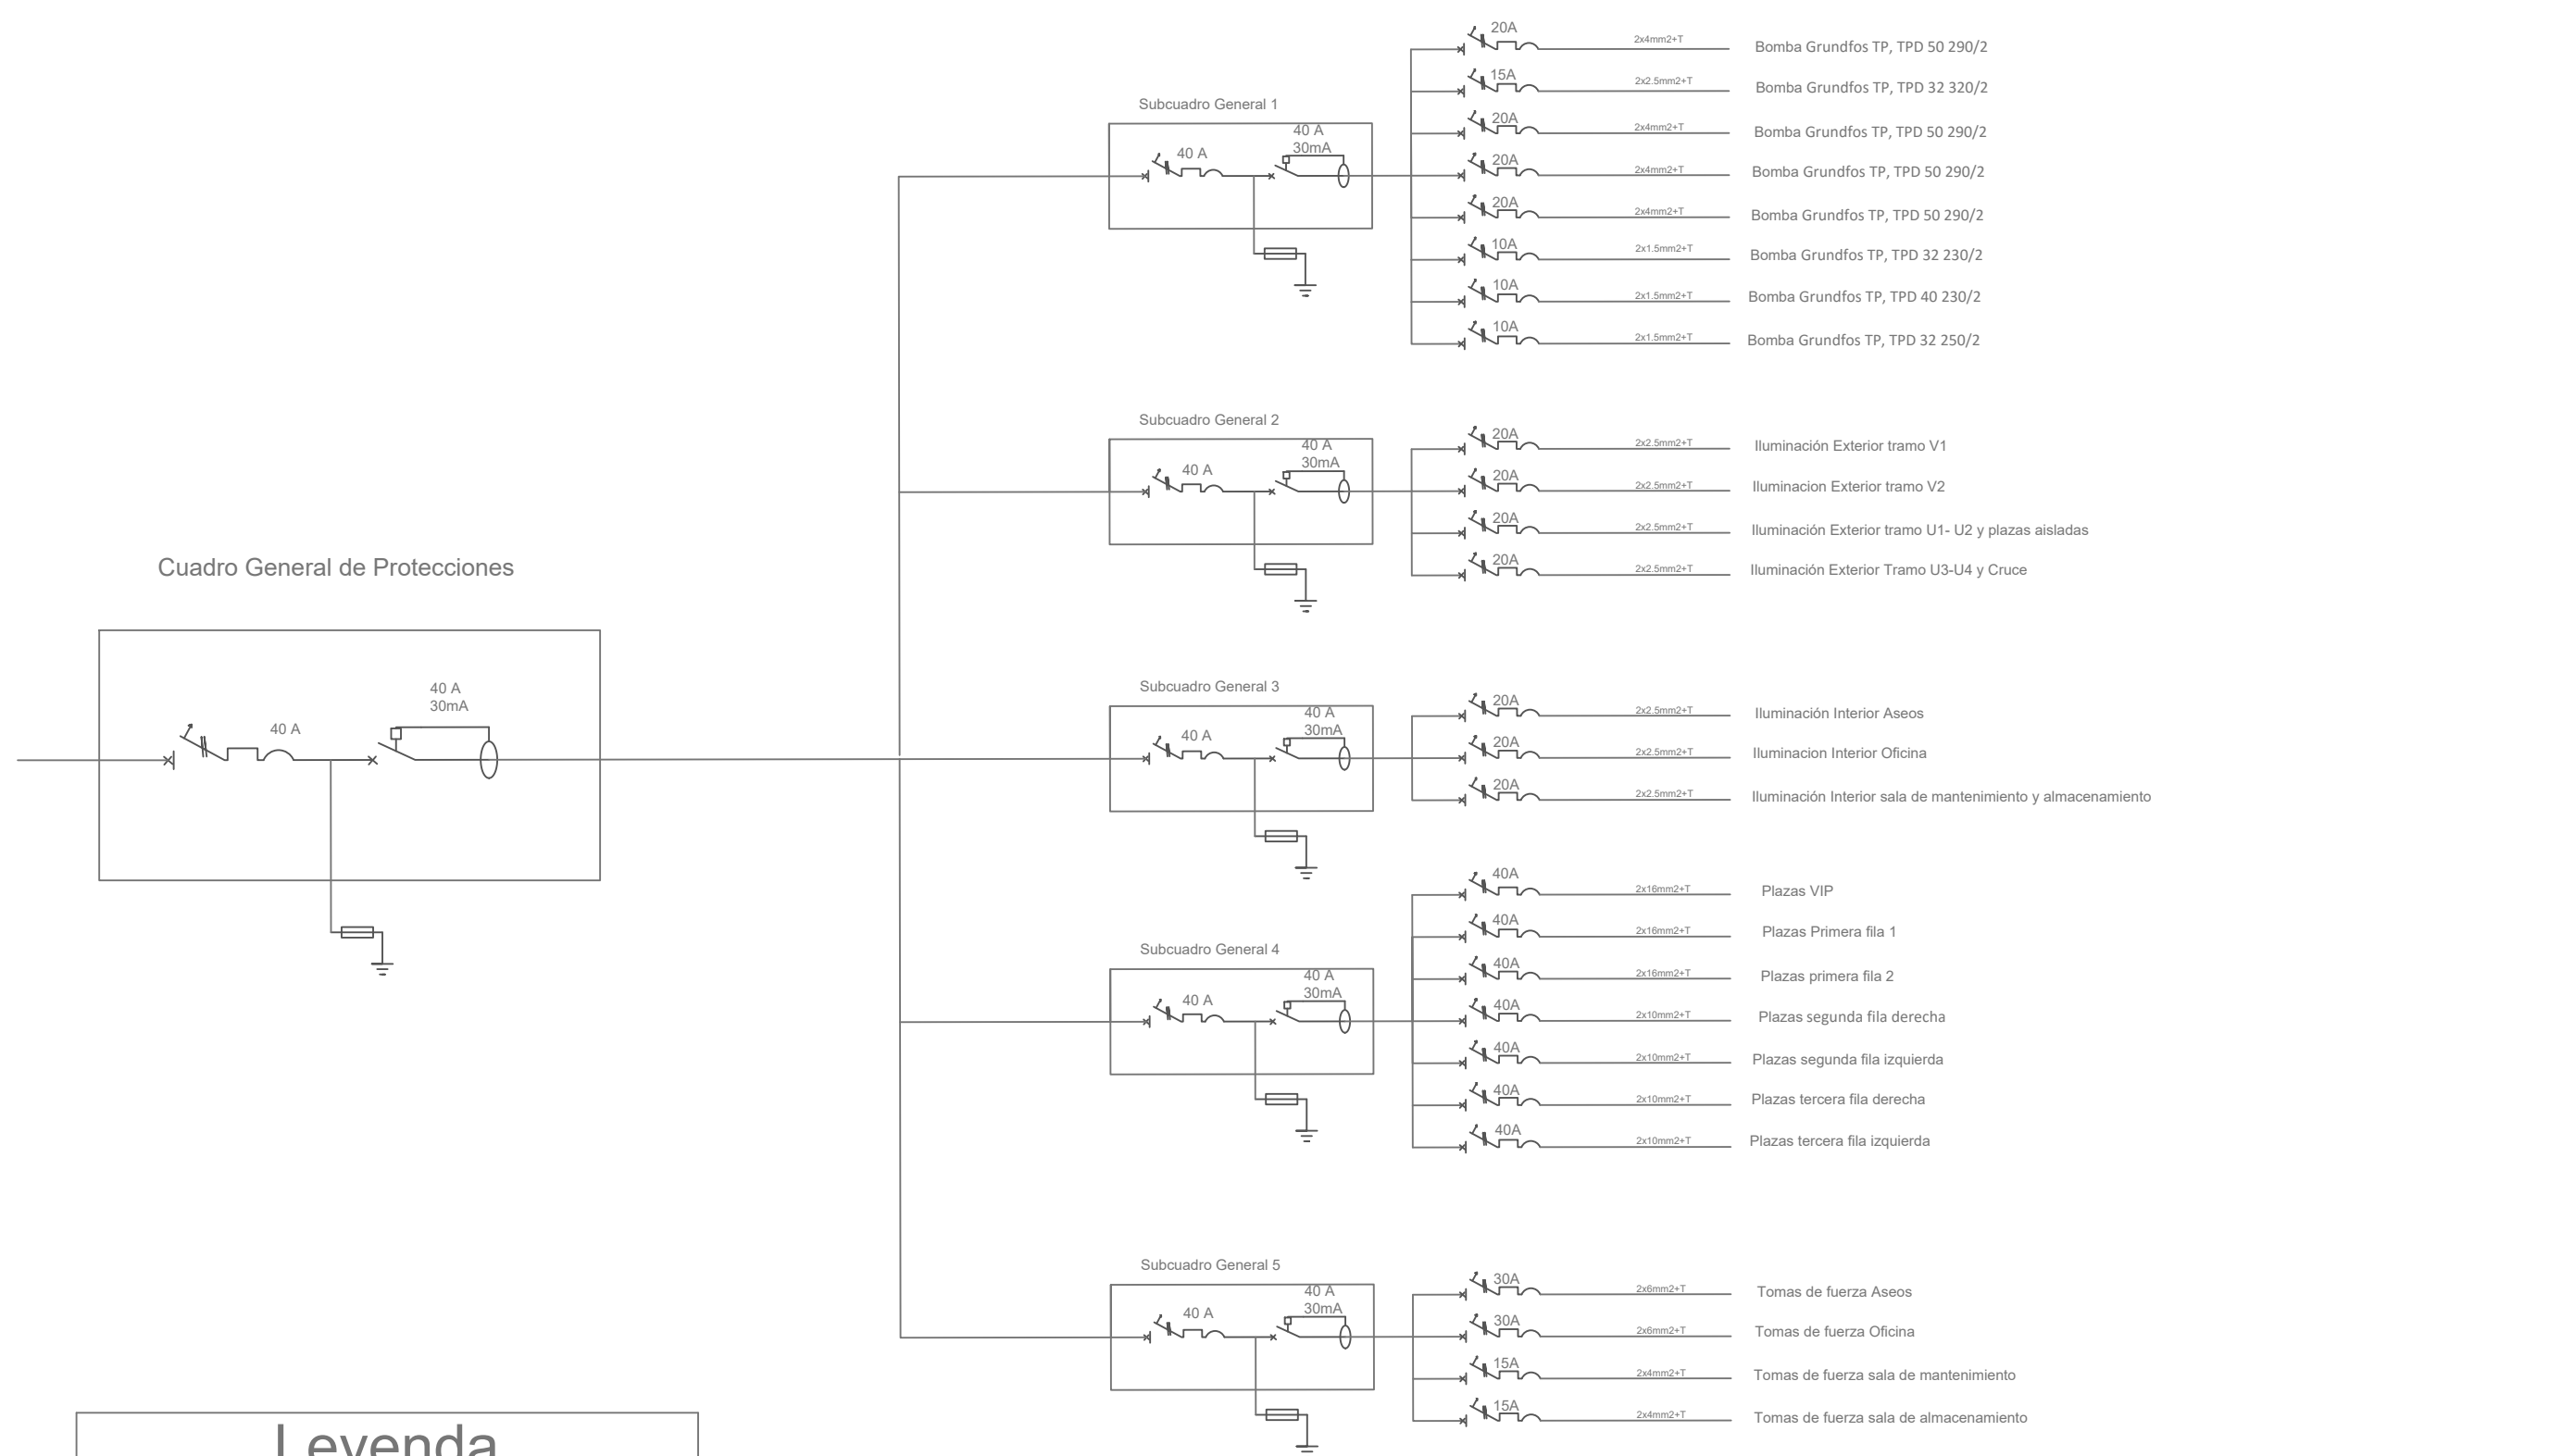 20A
2x4mm2+T
Bomba Grundfos TP, TPD 50 290/2
15A
2x2.5mm2+T
Bomba Grundfos TP, TPD 32 320/2
Subcuadro General 1
40 A
40 A
30mA
20A
2x4mm2+T
Bomba Grundfos TP, TPD 50 290/2
20A
2x4mm2+T
Bomba Grundfos TP, TPD 50 290/2
20A
2x4mm2+T
Bomba Grundfos TP, TPD 50 290/2
10A
2x1.5mm2+T
Bomba Grundfos TP, TPD 32 230/2
10A
2x1.5mm2+T
Bomba Grundfos TP, TPD 40 230/2
10A
2x1.5mm2+T
Bomba Grundfos TP, TPD 32 250/2
Subcuadro General 2
40 A
40 A
30mA
20A
2x2.5mm2+T
Iluminación Exterior tramo V1
20A
2x2.5mm2+T
Iluminacion Exterior tramo V2
20A
2x2.5mm2+T
Iluminación Exterior tramo U1- U2 y plazas aisladas
20A
2x2.5mm2+T
Iluminación Exterior Tramo U3-U4 y Cruce
Cuadro General de Protecciones
40 A
40 A
30mA
Subcuadro General 3
40 A
40 A
30mA
20A
2x2.5mm2+T
Iluminación Interior Aseos
20A
2x2.5mm2+T
Iluminacion Interior Oficina
20A
2x2.5mm2+T
Iluminación Interior sala de mantenimiento y almacenamiento
Subcuadro General 4
40 A
40 A
30mA
40A
2x16mm2+T
Plazas VIP
40A
2x16mm2+T
Plazas Primera fila 1
40A
2x16mm2+T
Plazas primera fila 2
40A
2x10mm2+T
Plazas segunda fila derecha
40A
2x10mm2+T
Plazas segunda fila izquierda
40A
2x10mm2+T
Plazas tercera fila derecha
40A
2x10mm2+T
Plazas tercera fila izquierda
Subcuadro General 5
40 A
40 A
30mA
30A
2x6mm2+T
Tomas de fuerza Aseos
30A
2x6mm2+T
Tomas de fuerza Oficina
15A
2x4mm2+T
Tomas de fuerza sala de mantenimiento
15A
2x4mm2+T
Tomas de fuerza sala de almacenamiento
Leyenda